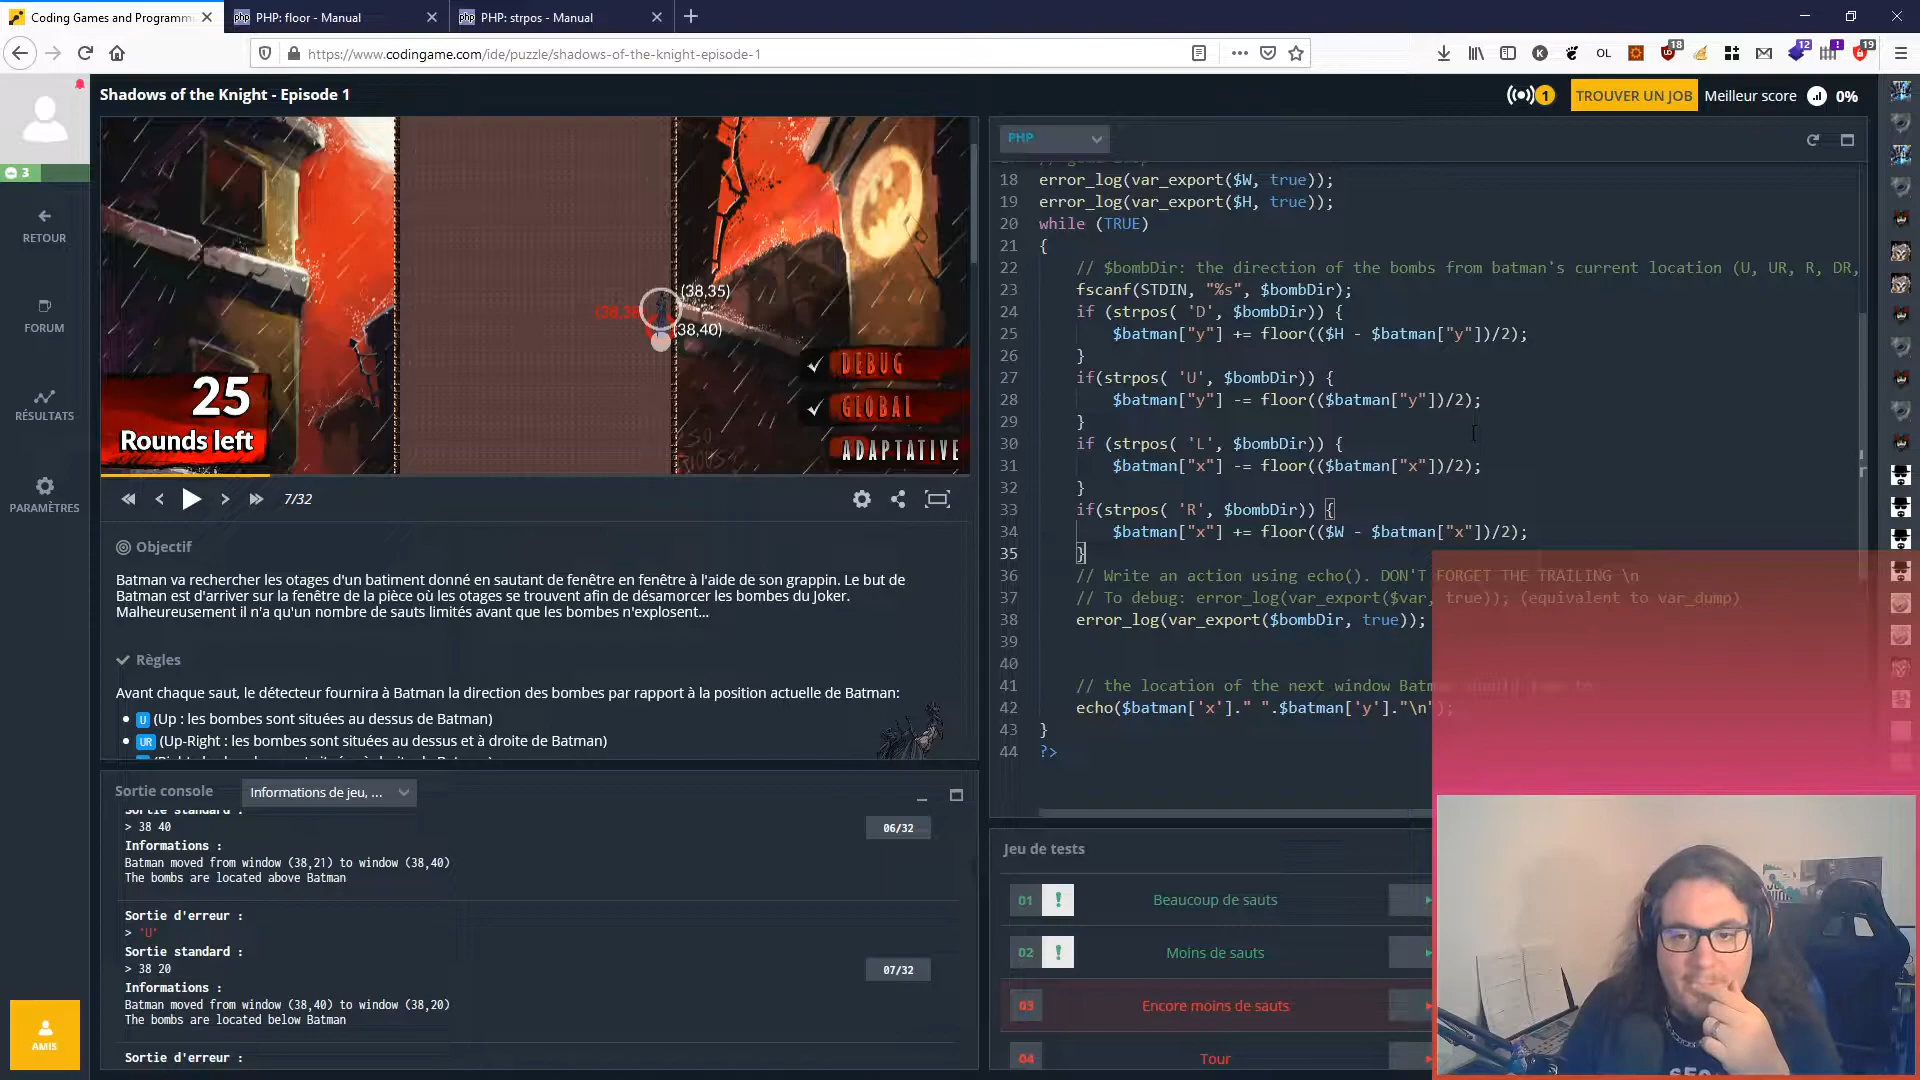 Coding Games and Programm
PHP: floor - Manual
PHP: strpos - Manual
https://www.codingame.com/ide/puzzle/shadows-of-the-knight-episode-1
OL
18
12
19
Shadows of the Knight - Episode 1
1
TROUVER UN JOB
Meilleur score
0%
3
RETOUR
FORUM
RÉSULTATS
PARAMÈTRES
AMIS
(38,35)
(38,38
(38,40)
25
Rounds left
DEBUG
GLOBAL
ADAPTATIVE
7/32
Objectif
Batman va rechercher les otages d'un batiment donné en sautant de fenêtre en fenêtre à l'aide de son grappin. Le but de
Batman est d'arriver sur la fenêtre de la pièce où les otages se trouvent afin de désamorcer les bombes du Joker.
Malheureusement il n'a qu'un nombre de sauts limités avant que les bombes n'explosent...
Règles
Avant chaque saut, le détecteur fournira à Batman la direction des bombes par rapport à la position actuelle de Batman:
U (Up : les bombes sont situées au dessus de Batman)
UR (Up-Right : les bombes sont situées au dessus et à droite de Batman)
Sortie console
Informations de jeu, ...
Sortie standard :
> 38 40
06/32
Informations :
Batman moved from window (38,21) to window (38,40)
The bombs are located above Batman
Sortie d'erreur :
> 'U'
Sortie standard :
> 38 20
07/32
Informations :
Batman moved from window (38,40) to window (38,20)
The bombs are located below Batman
Sortie d'erreur :
PHP
18 error_log(var_export($W, true));
19 error_log(var_export($H, true));
20 while (TRUE)
21 {
22 // $bombDir: the direction of the bombs from batman's current location (U, UR, R, DR,
23 fscanf(STDIN, "%s", $bombDir);
24 if (strpos( 'D', $bombDir)) {
25 $batman["y"] += floor(($H - $batman["y"])/2);
26 }
27 if(strpos( 'U', $bombDir)) {
28 $batman["y"] -= floor(($batman["y"])/2);
29 }
30 if (strpos( 'L', $bombDir)) {
31 $batman["x"] -= floor(($batman["x"])/2);
32 }
33 if(strpos( 'R', $bombDir)) {
34 $batman["x"] += floor(($W - $batman["x"])/2);
35 }
36 // Write an action using echo(). DON'T FORGET THE TRAILING \n
37 // To debug: error_log(var_export($var, true)); (equivalent to var_dump)
38 error_log(var_export($bombDir, true));
39
40
41 // the location of the next window Batman should jump to.
42 echo($batman['x']." ".$batman['y']."\n");
43 }
44 ?>
Jeu de tests
01 ! Beaucoup de sauts
02 ! Moins de sauts
03 Encore moins de sauts
04 Tour